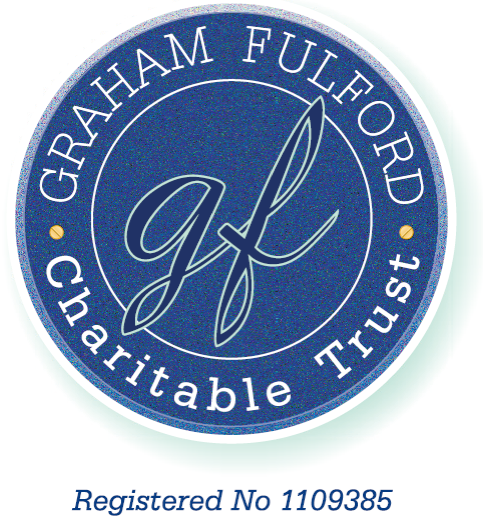 GRAHAM FULFORD
gf
Charitable Trust
Registered No 1109385